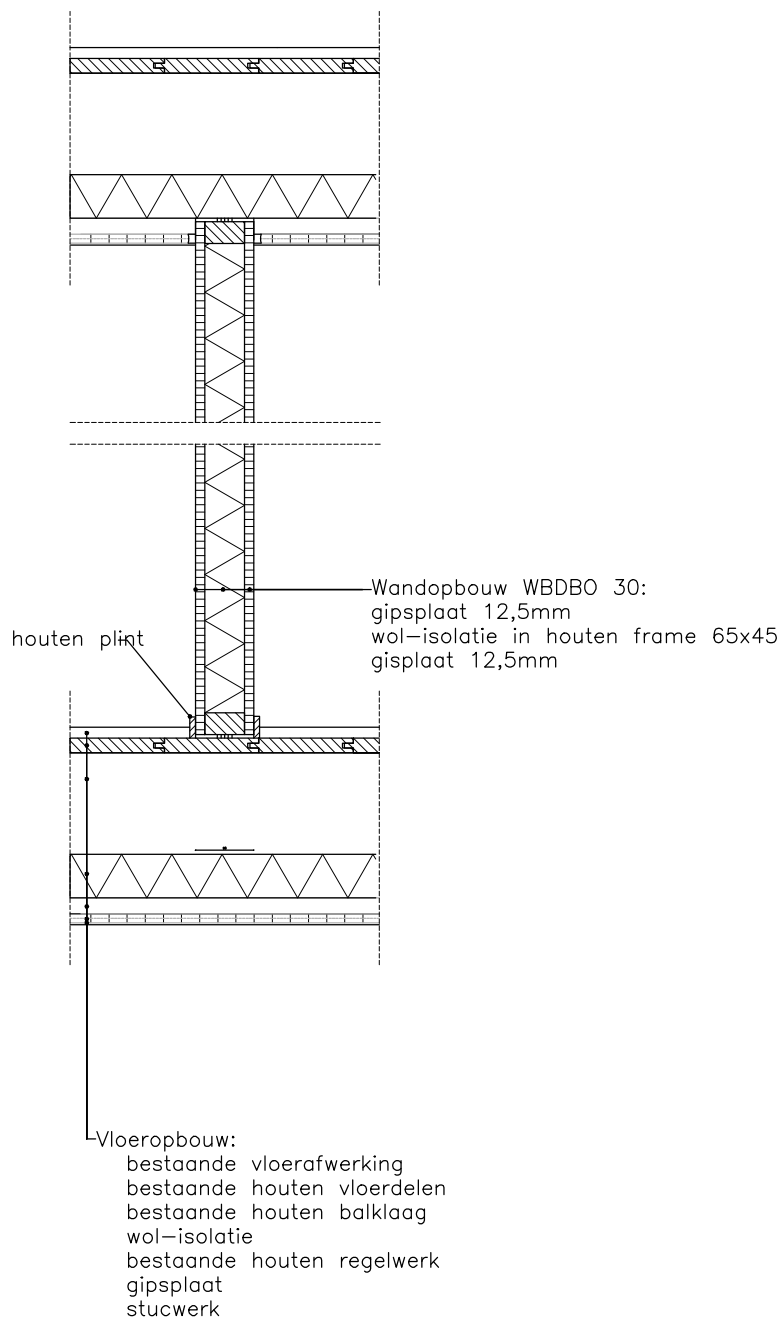 Wandopbouw WBDBO 30:
gipsplaat 12,5mm
wol-isolatie in houten frame 65x45
gisplaat 12,5mm
houten plint
Vloeropbouw:
bestaande vloerafwerking
bestaande houten vloerdelen
bestaande houten balklaag
wol-isolatie
bestaande houten regelwerk
gipsplaat
stucwerk